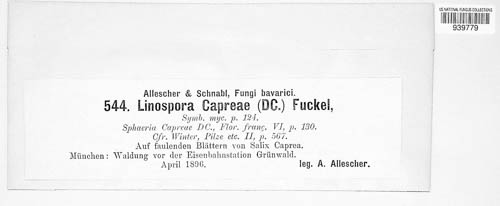 US NATIONAL FUNGUS COLLECTIONS
939779
Allescher & Schnabl, Fungi bavarici.
544. Linospora Capreae (DC.) Fuckel,
Symb. myc. p. 124.
Sphaeria Capreae DC., Flor. franç. VI, p. 130.
Cfr. Winter, Pilze etc. II, p. 567.
Auf faulenden Blättern von Salix Caprea.
München: Waldung vor der Eisenbahnstation Grünwald.
April 1896. leg. A. Allescher.